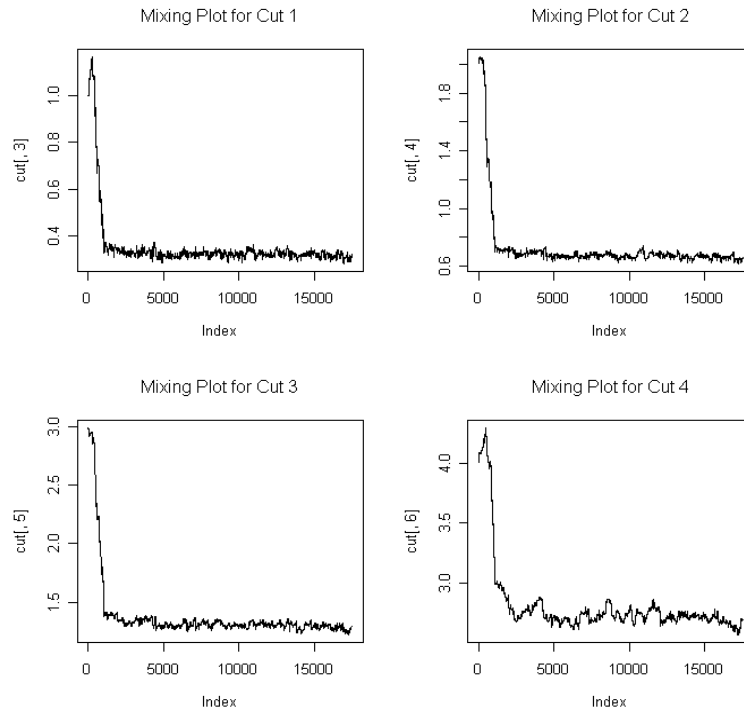 Mixing Plot for Cut 1
cut[, 3]
0.4 0.6 0.8 1.0
0 5000 10000 15000
Index
Mixing Plot for Cut 2
cut[, 4]
0.6 1.0 1.4 1.8
0 5000 10000 15000
Index
Mixing Plot for Cut 3
cut[, 5]
1.5 2.0 2.5 3.0
0 5000 10000 15000
Index
Mixing Plot for Cut 4
cut[, 6]
3.0 3.5 4.0
0 5000 10000 15000
Index